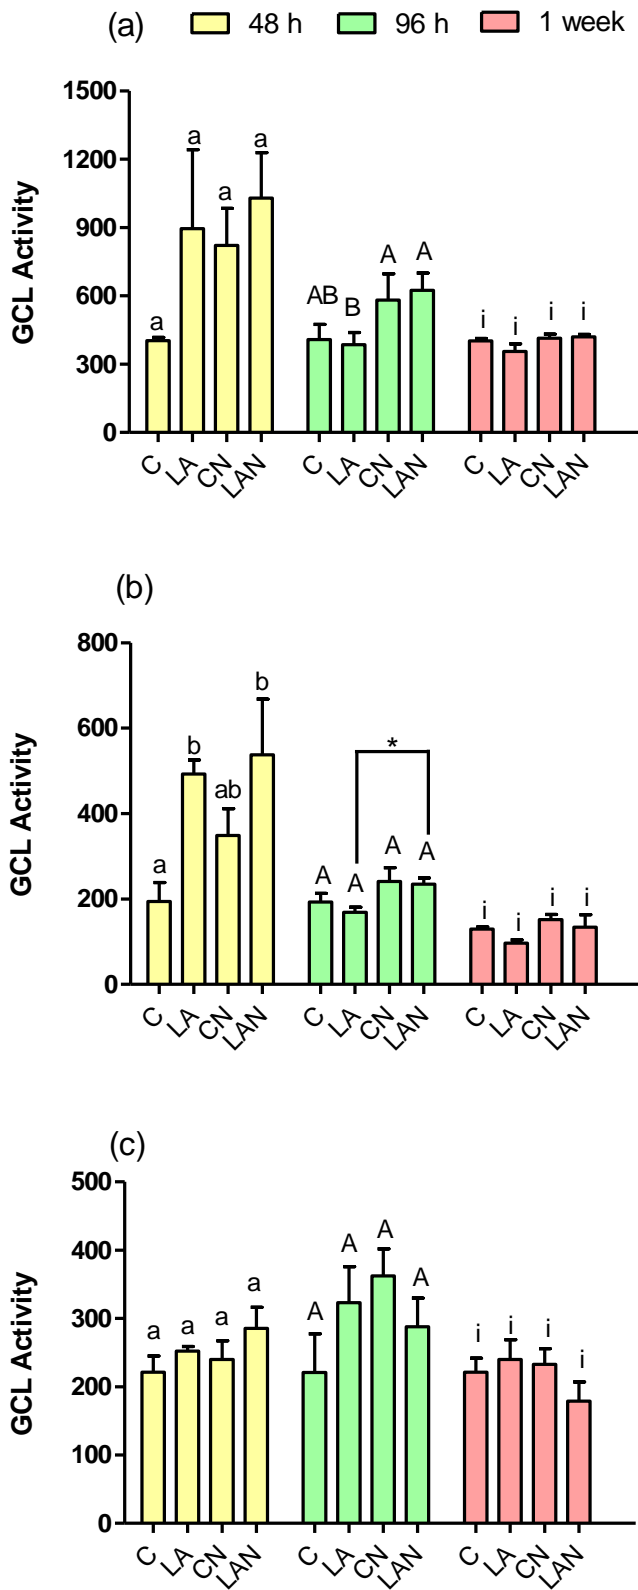 (a) 48 h 96 h 1 week
GCL Activity
1500
1200
900
600
300
0
a a a a
AB B A A
i i i i
C LA CN LAN C LA CN LAN C LA CN LAN
(b)
GCL Activity
800
600
400
200
0
a b ab b
*
A A A A
i i i i
C LA CN LAN C LA CN LAN C LA CN LAN
(c)
GCL Activity
500
400
300
200
100
0
a a a a
A A A A
i i i i
C LA CN LAN C LA CN LAN C LA CN LAN